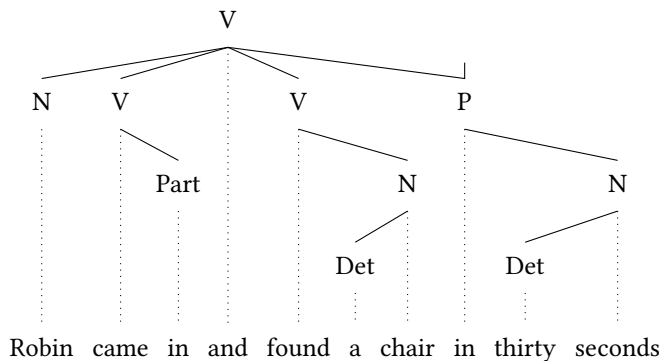 V
N V V P
Part N N
Det Det
Robin came in and found a chair in thirty seconds